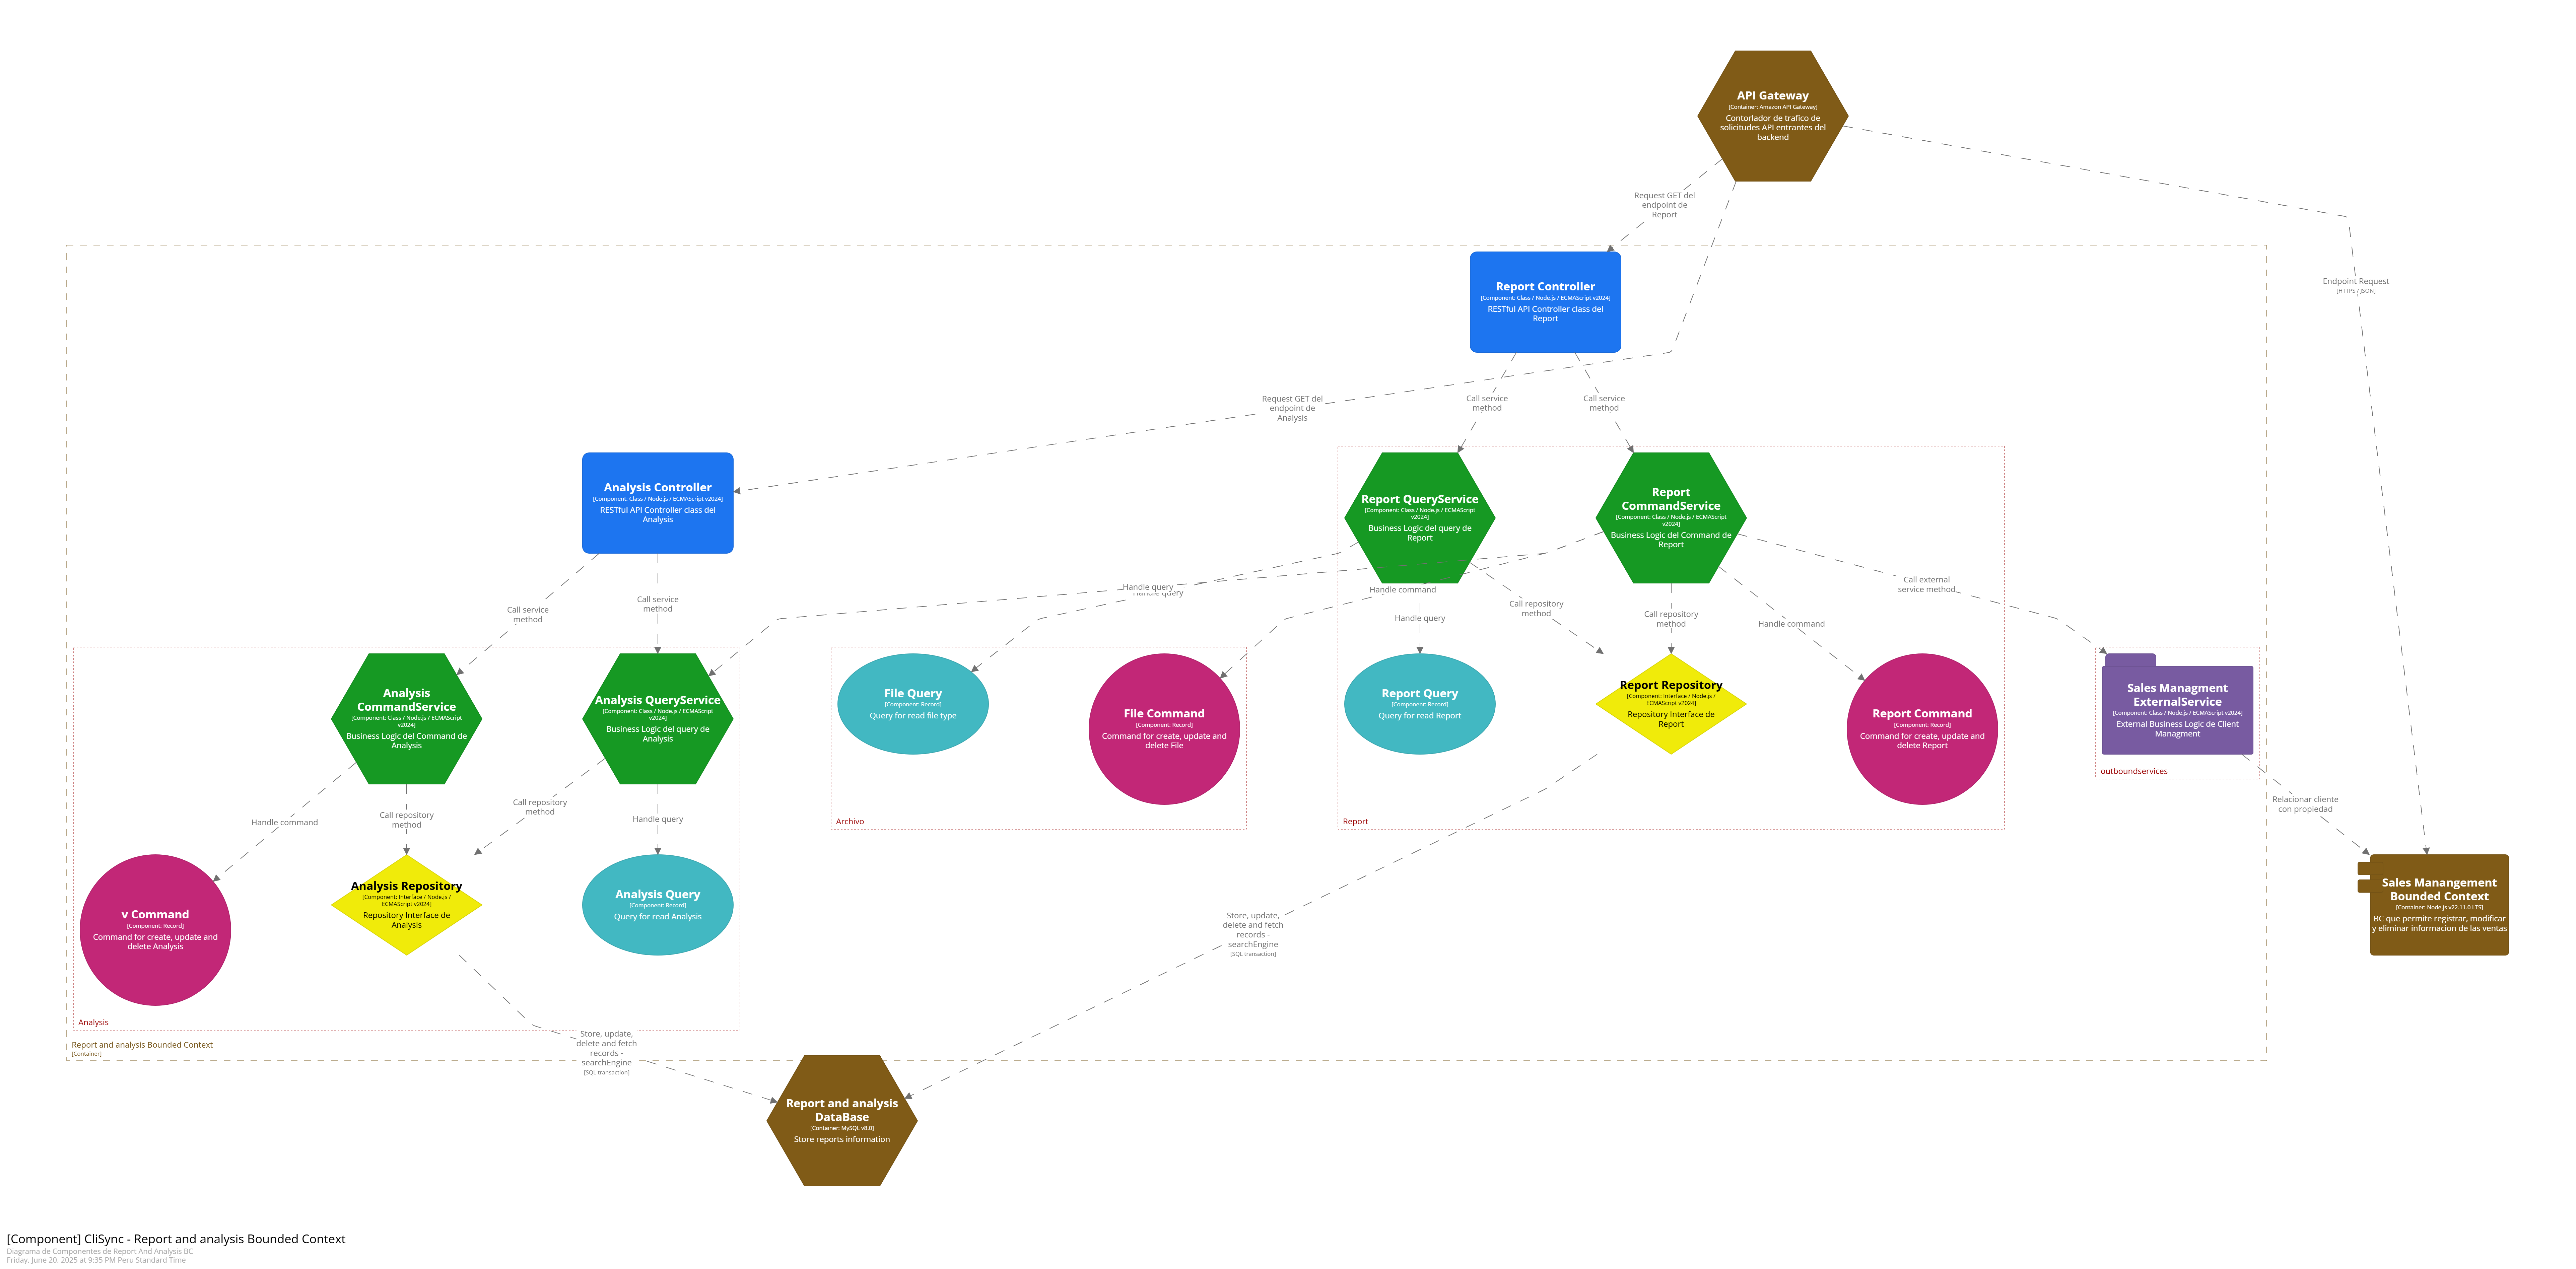 API Gateway
[Container: Amazon API Gateway]
Contorlador de trafico de
solicitudes API entrantes del
backend
Request GET del
endpoint de
Report
Endpoint Request
[HTTPS / JSON]
Report Controller
[Component: Class / Node.js / ECMAScript v2024]
RESTful API Controller class del
Report
Request GET del
endpoint de
Analysis
Call service
method
Call service
method
Analysis Controller
[Component: Class / Node.js / ECMAScript v2024]
RESTful API Controller class del
Analysis
Report QueryService
[Component: Class / Node.js / ECMAScript
v2024]
Business Logic del query de
Report
Report
CommandService
[Component: Class / Node.js / ECMAScript
v2024]
Business Logic del Command de
Report
Call service
method
Call service
method
Handle query
Handle query
Handle command
Handle query
Call repository
method
Call repository
method
Handle command
Call external
service method
Analysis
CommandService
[Component: Class / Node.js / ECMAScript
v2024]
Business Logic del Command de
Analysis
Analysis QueryService
[Component: Class / Node.js / ECMAScript
v2024]
Business Logic del query de
Analysis
File Query
[Component: Record]
Query for read file type
File Command
[Component: Record]
Command for create, update and
delete File
Archivo
Report Query
[Component: Record]
Query for read Report
Report Repository
[Component: Interface / Node.js /
ECMAScript v2024]
Repository Interface de
Report
Report Command
[Component: Record]
Command for create, update and
delete Report
Report
Sales Managment
ExternalService
[Component: Class / Node.js / ECMAScript v2024]
External Business Logic de Client
Managment
outboundservices
Relacionar cliente
con propiedad
Handle command
Call repository
method
Call repository
method
Handle query
v Command
[Component: Record]
Command for create, update and
delete Analysis
Analysis Repository
[Component: Interface / Node.js /
ECMAScript v2024]
Repository Interface de
Analysis
Analysis Query
[Component: Record]
Query for read Analysis
Analysis
Sales Manangement
Bounded Context
[Container: Node.js v22.11.0 LTS]
BC que permite registrar, modificar
y eliminar informacion de las ventas
Store, update,
delete and fetch
records -
searchEngine
[SQL transaction]
Store, update,
delete and fetch
records -
searchEngine
[SQL transaction]
Report and analysis Bounded Context
[Container]
Report and analysis
DataBase
[Container: MySQL v8.0]
Store reports information
[Component] CliSync - Report and analysis Bounded Context
Diagrama de Componentes de Report And Analysis BC
Friday, June 20, 2025 at 9:35 PM Peru Standard Time